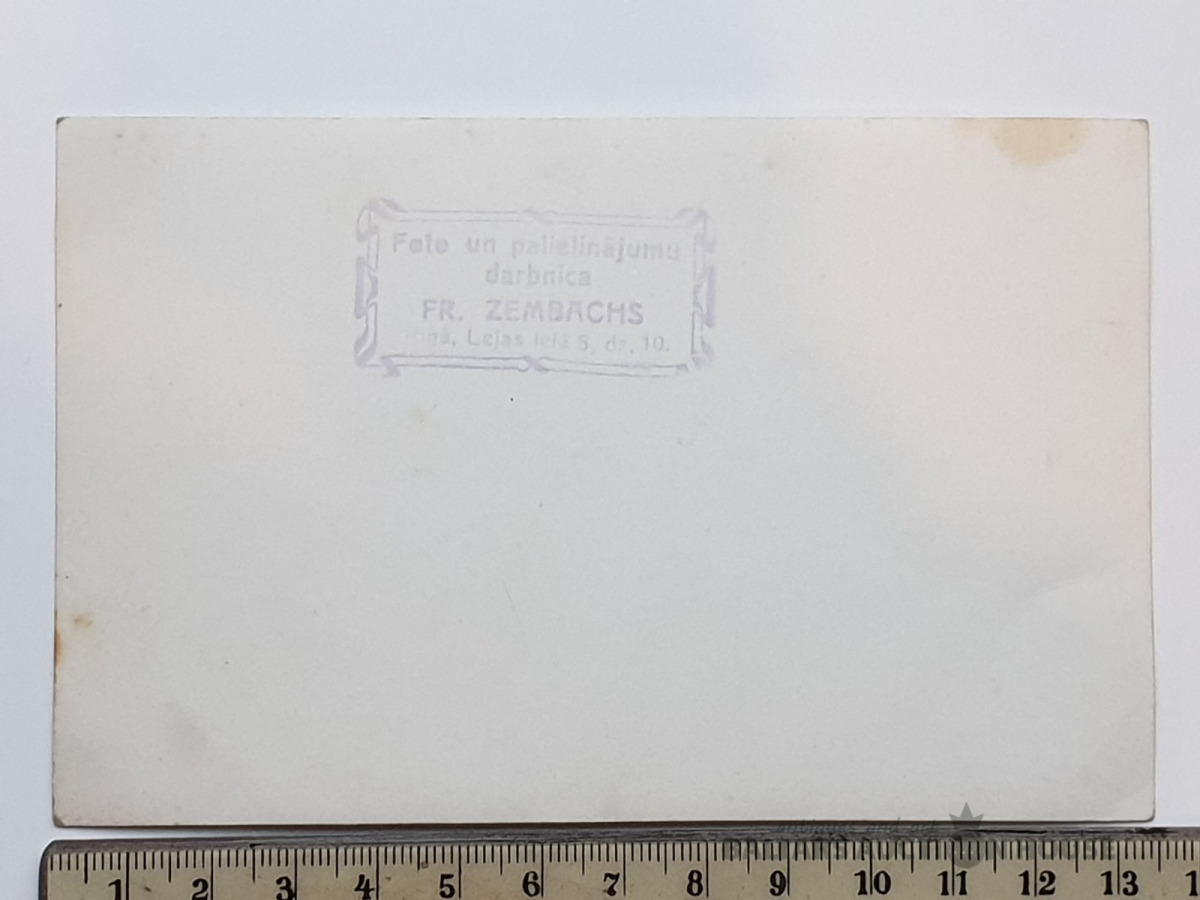 Foto un palielinājumu
darbnica
FR. ZEMBACHS
Lejas ielā 5, dz. 10.
1 2 3 4 5 6 7 8 9 10 11 12 13